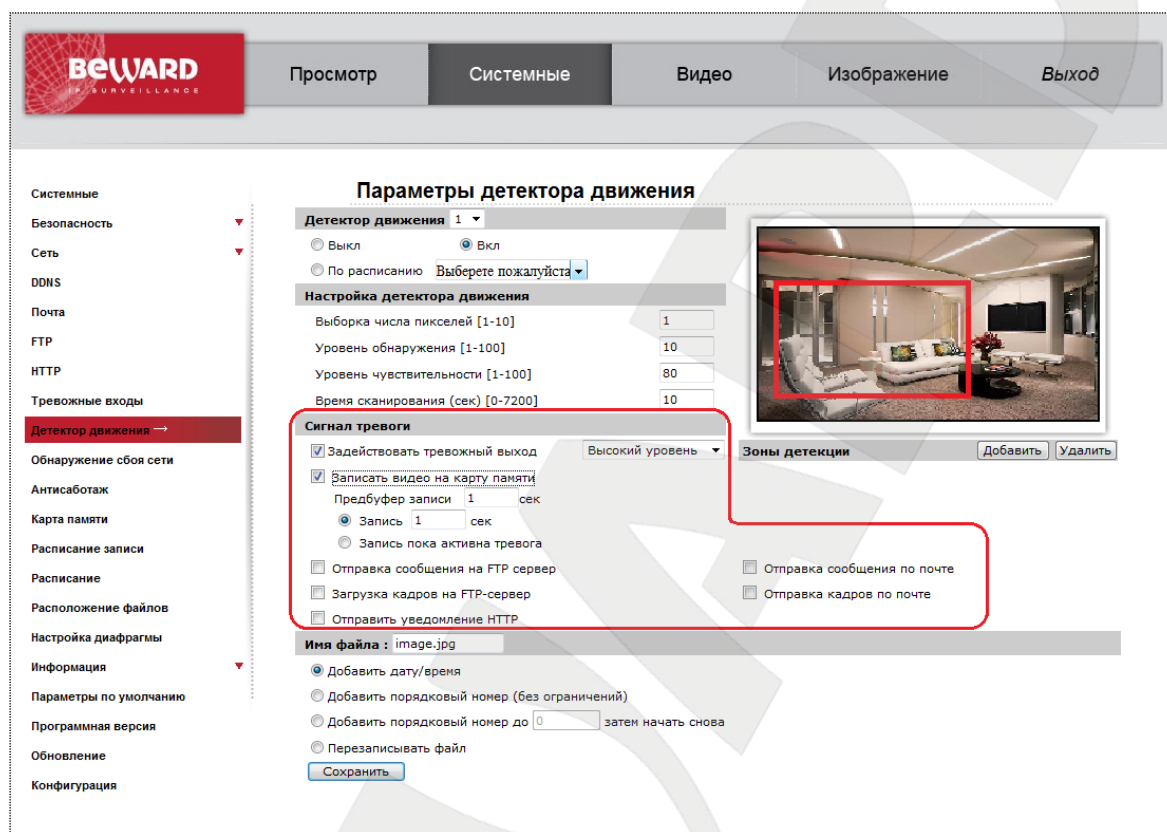 BEWARD
IP SURVEILLANCE
Просмотр
Системные
Видео
Изображение
Выход
Системные
Безопасность
Сеть
DDNS
Почта
FTP
HTTP
Тревожные входы
Детектор движения →
Обнаружение сбоя сети
Антисаботаж
Карта памяти
Расписание записи
Расписание
Расположение файлов
Настройка диафрагмы
Информация
Параметры по умолчанию
Программная версия
Обновление
Конфигурация
Параметры детектора движения
Детектор движения 1
Выкл Вкл
По расписанию Выберете пожалуйста
Настройка детектора движения
Выборка числа пикселей [1-10] 1
Уровень обнаружения [1-100] 10
Уровень чувствительности [1-100] 80
Время сканирования (сек) [0-7200] 10
Сигнал тревоги
Задействовать тревожный выход Высокий уровень
Зоны детекции Добавить Удалить
Записать видео на карту памяти
Предбуфер записи 1 сек
Запись 1 сек
Запись пока активна тревога
Отправка сообщения на FTP сервер Отправка сообщения по почте
Загрузка кадров на FTP-сервер Отправка кадров по почте
Отправить уведомление HTTP
Имя файла : image.jpg
Добавить дату/время
Добавить порядковый номер (без ограничений)
Добавить порядковый номер до 0 затем начать снова
Перезаписывать файл
Сохранить